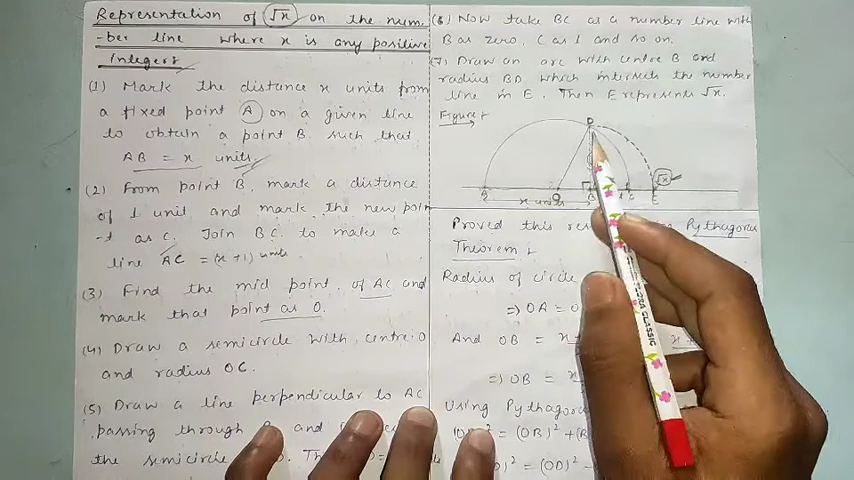 Representation of √x on the num-
-ber line where x is any positive
Integers
(1) Mark the distance x units from
a fixed point A on a given line
to obtain a point B, such that
AB = x units
(2) From point B, mark a distance
of 1 unit and mark the new poin
-t as C. Join BC to make a
line AC = (x+1) units
(3) Find the mid point of AC and
mark that point as O.
(4) Draw a semicircle with centre O
and radius OC.
(5) Draw a line perpendicular to AC
passing through B and
the semicircle
Now take BC as a number line with
B as zero, C as 1 and so on.
(7) Draw an arc with centre B and
radius BD which intersects the number
line in E. Then E represents √x.
Figure:-
D
√x
A O B C E
x units
Proved this res Pythagoras
Theorem :-
Radius of circle
⇒ OA = O
And OB =
⇒ OB =
Using Pythagora
= (OB)² + (B
)² = (OD)² -